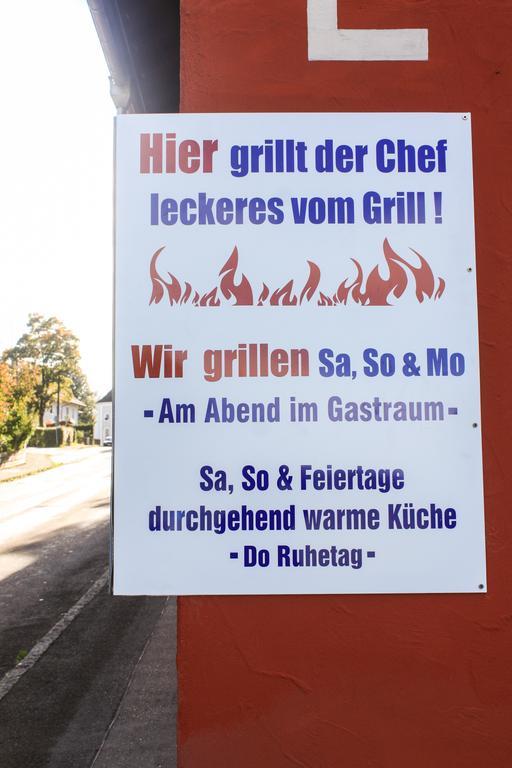 Hier grillt der Chef
leckeres vom Grill !
Wir grillen Sa, So & Mo
- Am Abend im Gastraum -
Sa, So & Feiertage
durchgehend warme Küche
- Do Ruhetag -